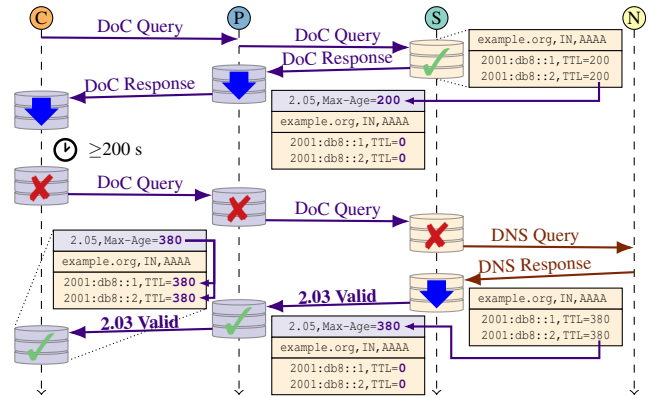 C
P
S
N
DoC Query
DoC Query
example.org,IN,AAAA
2001:db8::1,TTL=200
2001:db8::2,TTL=200
DoC Response
DoC Response
2.05,Max-Age=200
example.org,IN,AAAA
2001:db8::1,TTL=0
2001:db8::2,TTL=0
≥200 s
DoC Query
DoC Query
DNS Query
2.05,Max-Age=380
example.org,IN,AAAA
2001:db8::1,TTL=380
2001:db8::2,TTL=380
DNS Response
2.03 Valid
example.org,IN,AAAA
2001:db8::1,TTL=380
2001:db8::2,TTL=380
2.03 Valid
2.05,Max-Age=380
example.org,IN,AAAA
2001:db8::1,TTL=0
2001:db8::2,TTL=0